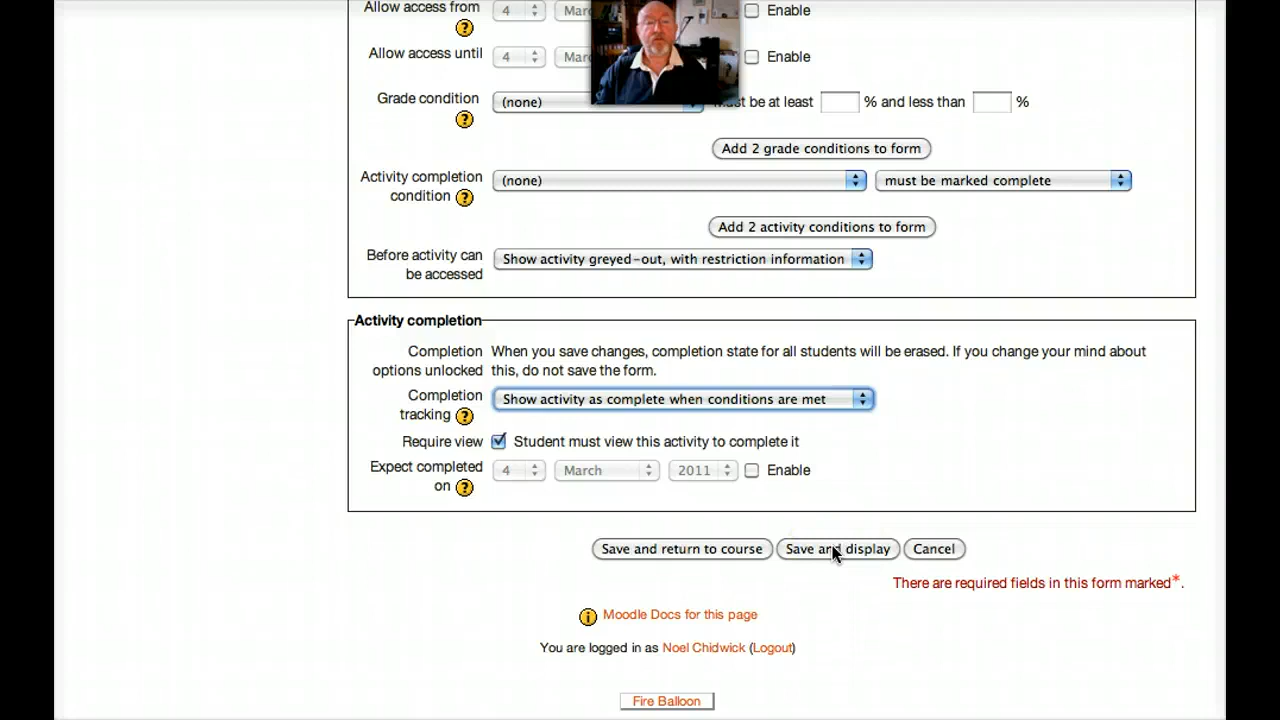 Allow access from 4 Mar Enable
Allow access until 4 Mar Enable
Grade condition (none) must be at least % and less than %
Add 2 grade conditions to form
Activity completion condition (none) must be marked complete
Add 2 activity conditions to form
Before activity can be accessed Show activity greyed-out, with restriction information
Activity completion
Completion options unlocked When you save changes, completion state for all students will be erased. If you change your mind about this, do not save the form.
Completion tracking Show activity as complete when conditions are met
Require view Student must view this activity to complete it
Expect completed on 4 March 2011 Enable
Save and return to course Save and display Cancel
There are required fields in this form marked*.
Moodle Docs for this page
You are logged in as Noel Chidwick (Logout)
Fire Balloon